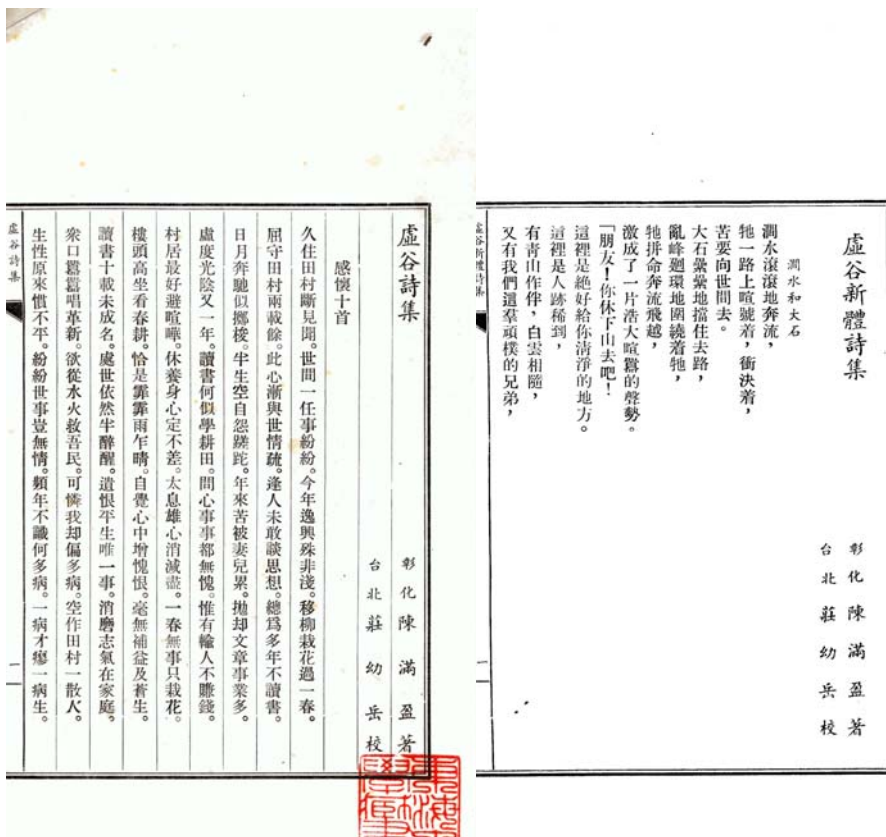 虛谷詩集　彰化陳滿盈著
台北莊幼岳校
感懷十首
久住田村斷見聞。世間一任事紛紛。今年逸興殊非淺。移柳栽花過一春。
屈守田村兩載餘。此心漸與世情疏。逢人未敢談思想。總爲多年不讀書。
日月奔馳似擲梭。半生空自怨蹉跎。年來苦被妻兒累。拋却文章事業多。
虛度光陰又一年。讀書何似學耕田。問心事事都無愧。惟有輸人不賺錢。
村居最好避喧嘩。休養身心定不差。太息雄心消滅盡。一春無事只栽花。
樓頭高坐看春耕。恰是霏霏雨乍晴。自覺心中增愧恨。毫無補益及蒼生。
讀書十載未成名。處世依然半醉醒。遺恨平生唯一事。消磨志氣在家庭。
衆口囂囂唱革新。欲從水火救吾民。可憐我却偏多病。空作田村一散人。
生性原來慣不平。紛紛世事豈無情。頻年不識何多病。一病才瘳一病生。
虛谷詩集
一
虛谷新體詩集　彰化陳滿盈著
台北莊幼岳校
澗水和大石
澗水滾滾地奔流，
牠一路上喧號着，衝決着，
苦要向世間去。
大石纍纍地擋住去路，
亂峰廻環地圍繞着牠，
牠拼命奔流飛越，
激成了一片浩大喧囂的聲勢。
「朋友！你休下山去吧！
這裡是絕好給你清淨的地方。
這裡是人跡稀到，
有靑山作伴，白雲相隨，
又有我們這羣頑樸的兄弟，
虛谷新體詩集
一